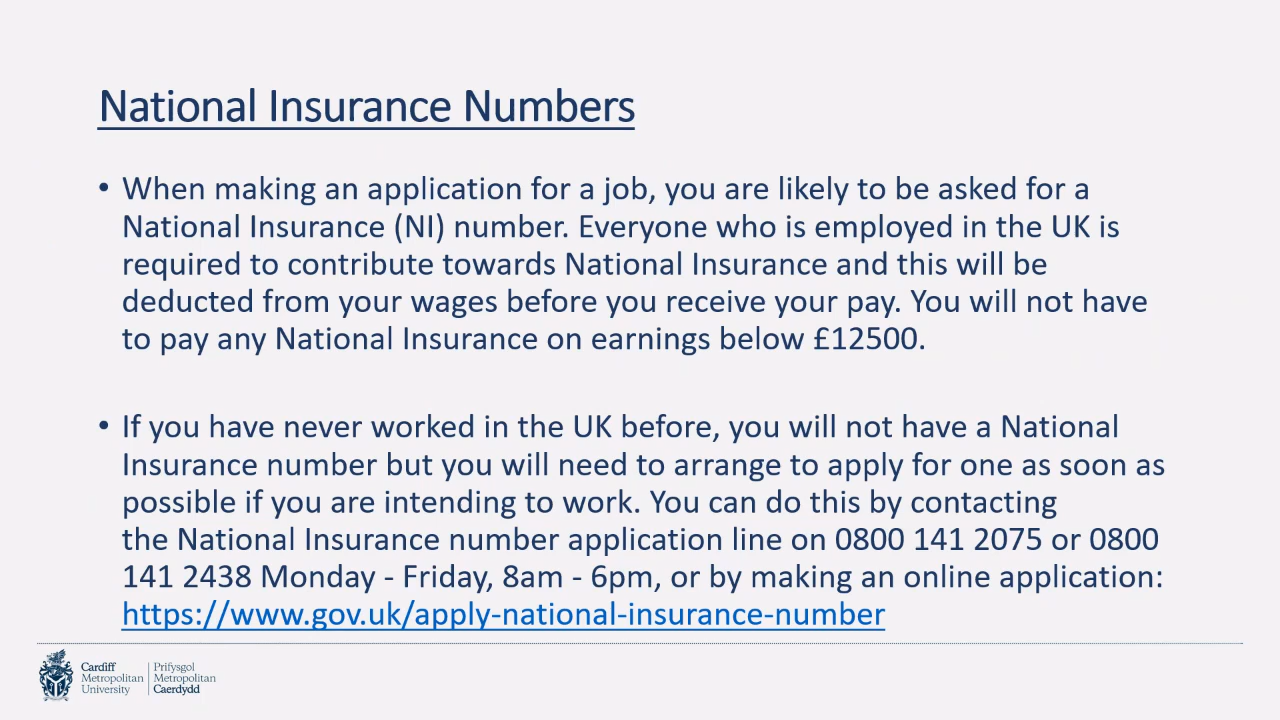 National Insurance Numbers
• When making an application for a job, you are likely to be asked for a
National Insurance (NI) number. Everyone who is employed in the UK is
required to contribute towards National Insurance and this will be
deducted from your wages before you receive your pay. You will not have
to pay any National Insurance on earnings below £12500.
• If you have never worked in the UK before, you will not have a National
Insurance number but you will need to arrange to apply for one as soon as
possible if you are intending to work. You can do this by contacting
the National Insurance number application line on 0800 141 2075 or 0800
141 2438 Monday - Friday, 8am - 6pm, or by making an online application:
https://www.gov.uk/apply-national-insurance-number
Cardiff
Metropolitan
University
Prifysgol
Metropolitan
Caerdydd